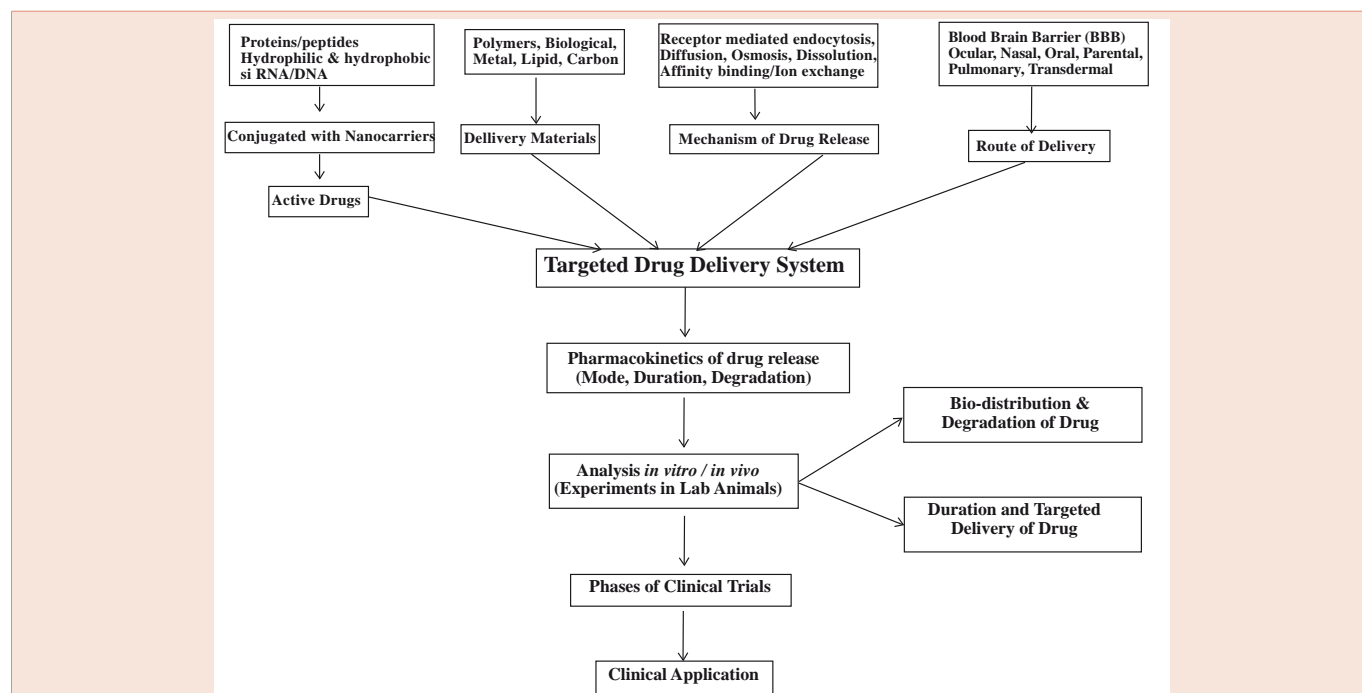 Proteins/peptides
Hydrophilic & hydrophobic
si RNA/DNA
Polymers, Biological,
Metal, Lipid, Carbon
Receptor mediated endocytosis,
Diffusion, Osmosis, Dissolution,
Affinity binding/Ion exchange
Blood Brain Barrier (BBB)
Ocular, Nasal, Oral, Parental,
Pulmonary, Transdermal
Conjugated with Nanocarriers
Dellivery Materials
Mechanism of Drug Release
Route of Delivery
Active Drugs
Targeted Drug Delivery System
Pharmacokinetics of drug release
(Mode, Duration, Degradation)
Bio-distribution &
Degradation of Drug
Analysis in vitro / in vivo
(Experiments in Lab Animals)
Duration and Targeted
Delivery of Drug
Phases of Clinical Trials
Clinical Application